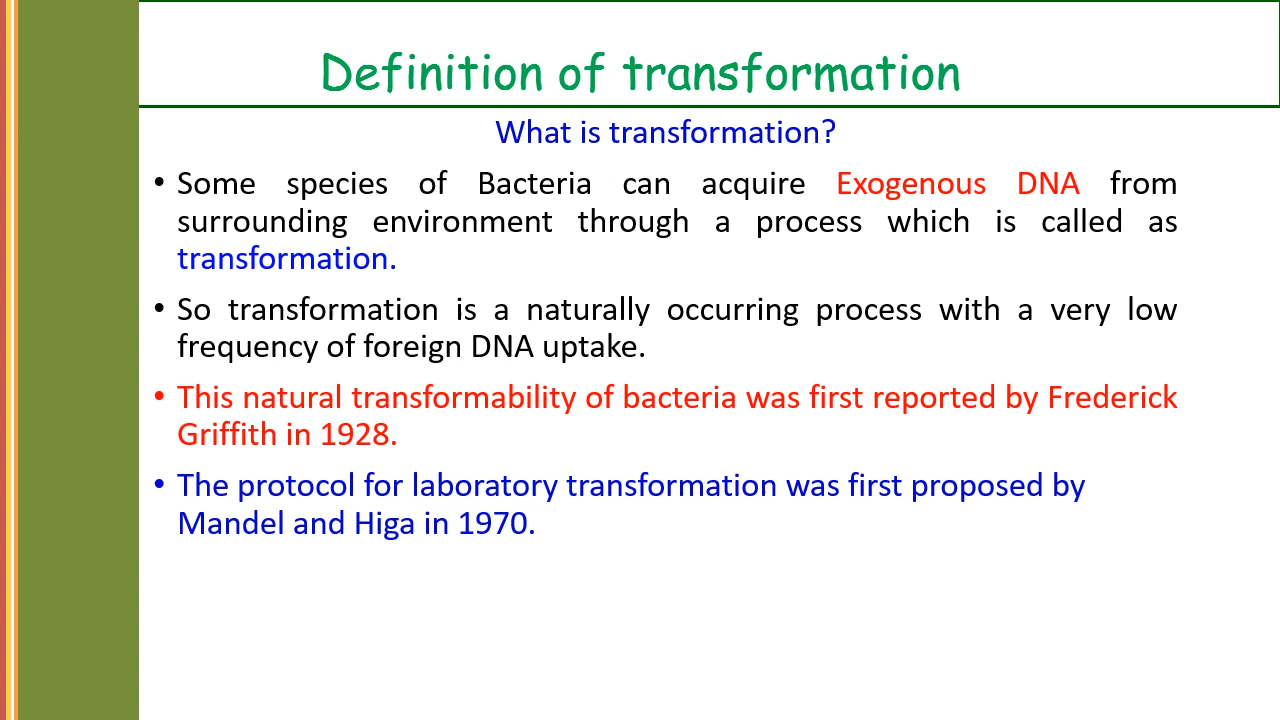 Definition of transformation
What is transformation?
• Some species of Bacteria can acquire Exogenous DNA from
surrounding environment through a process which is called as
transformation.
• So transformation is a naturally occurring process with a very low
frequency of foreign DNA uptake.
• This natural transformability of bacteria was first reported by Frederick
Griffith in 1928.
• The protocol for laboratory transformation was first proposed by
Mandel and Higa in 1970.